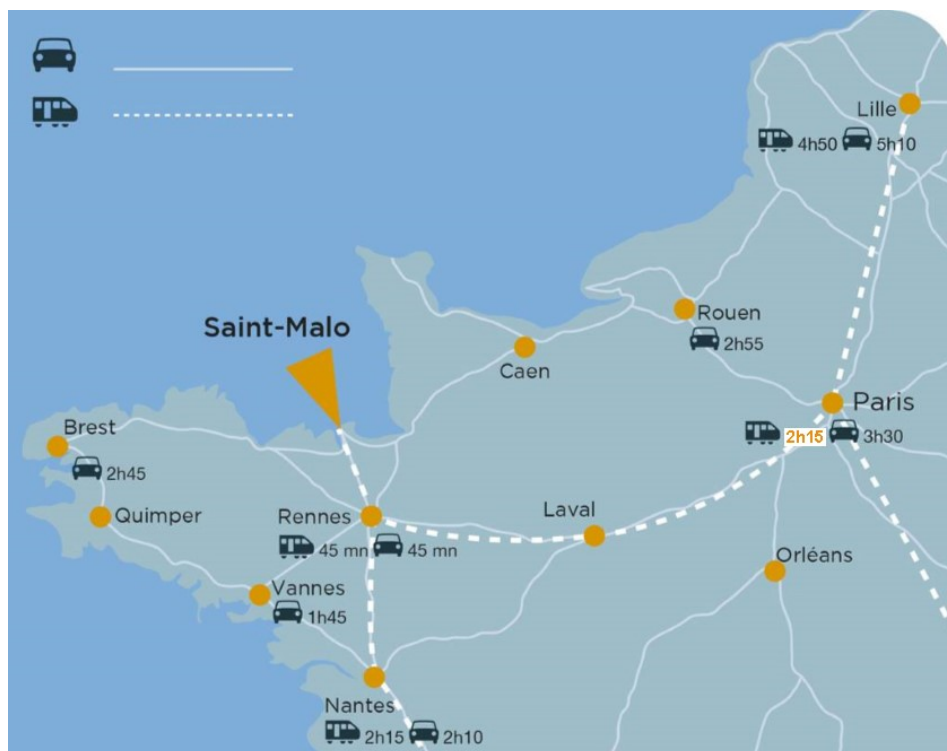 Lille
4h50 5h10
Rouen
2h55
Saint-Malo
Caen
Paris
2h15 3h30
Brest
2h45
Quimper
Rennes
45 mn 45 mn
Laval
Orléans
Vannes
1h45
Nantes
2h15 2h10